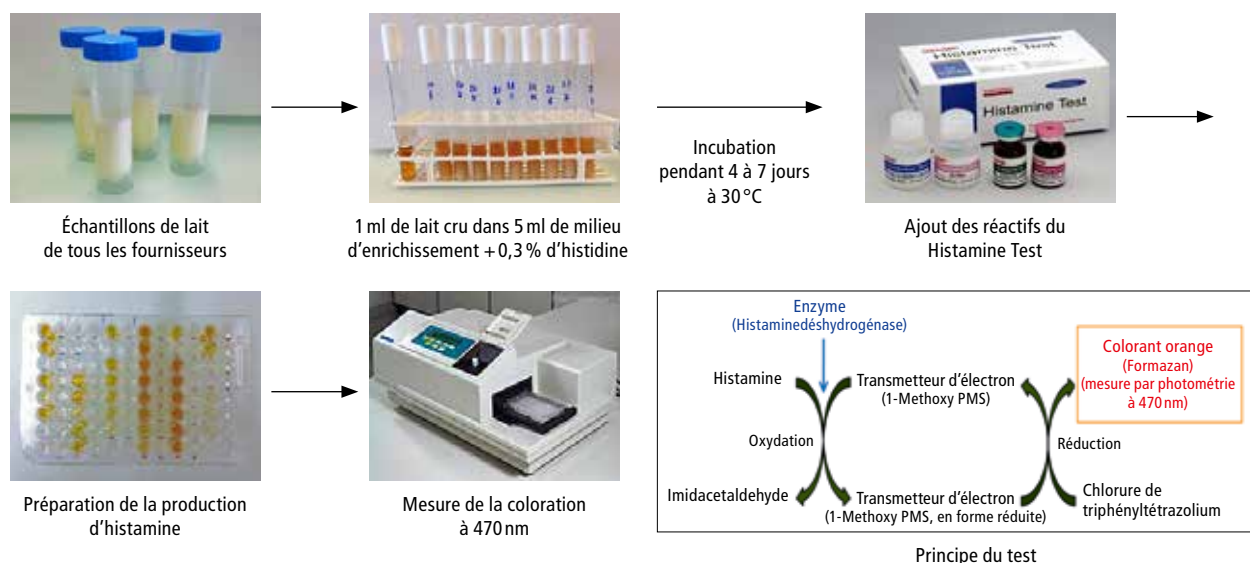 Échantillons de lait
de tous les fournisseurs
1 ml de lait cru dans 5 ml de milieu
d'enrichissement + 0,3 % d'histidine
Incubation
pendant 4 à 7 jours
à 30 °C
Histamine Test
Histamine Test
Ajout des réactifs du
Histamine Test
Préparation de la production
d'histamine
Mesure de la coloration
à 470 nm
Enzyme
(Histaminedéshydrogénase)
Histamine
Transmetteur d'électron
(1-Methoxy PMS)
Colorant orange
(Formazan)
(mesure par photométrie
à 470 nm)
Oxydation
Réduction
Imidacetaldehyde
Transmetteur d'électron
(1-Methoxy PMS, en forme réduite)
Chlorure de
triphényltétrazolium
Principe du test